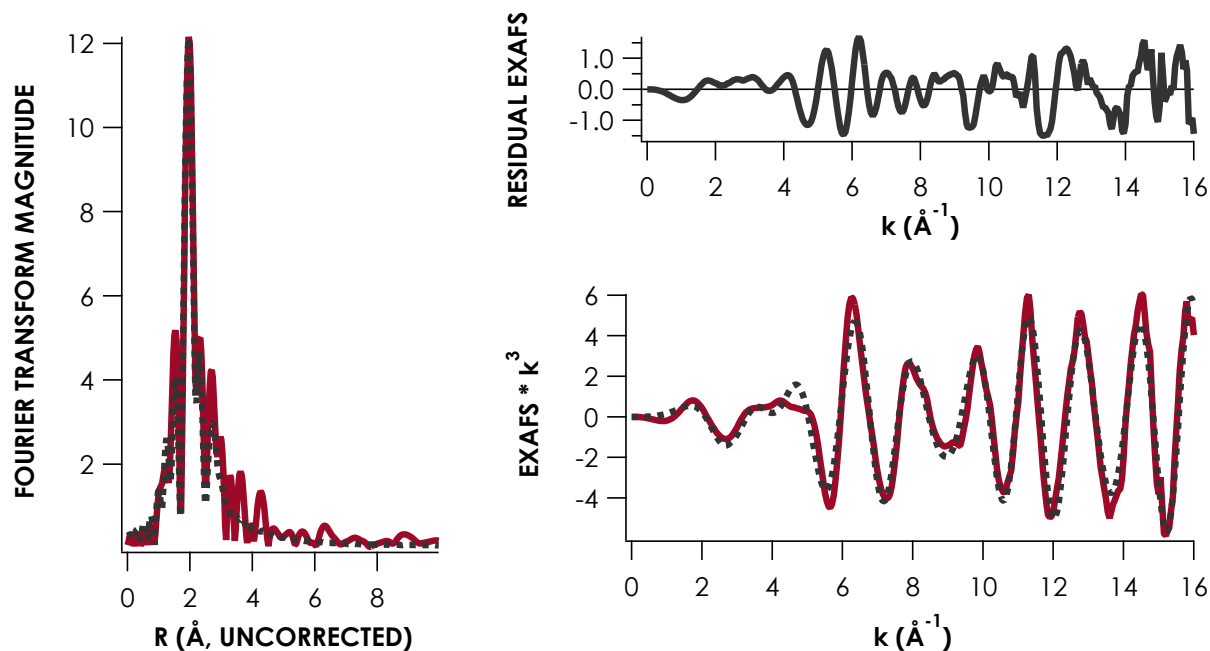 FOURIER TRANSFORM MAGNITUDE
12
10
8
6
4
2
0 2 4 6 8
R (Å, UNCORRECTED)
RESIDUAL EXAFS
1.0
0.0
-1.0
0 2 4 6 8 10 12 14 16
k (Å⁻¹)
EXAFS * k³
6
4
2
0
-2
-4
0 2 4 6 8 10 12 14 16
k (Å⁻¹)